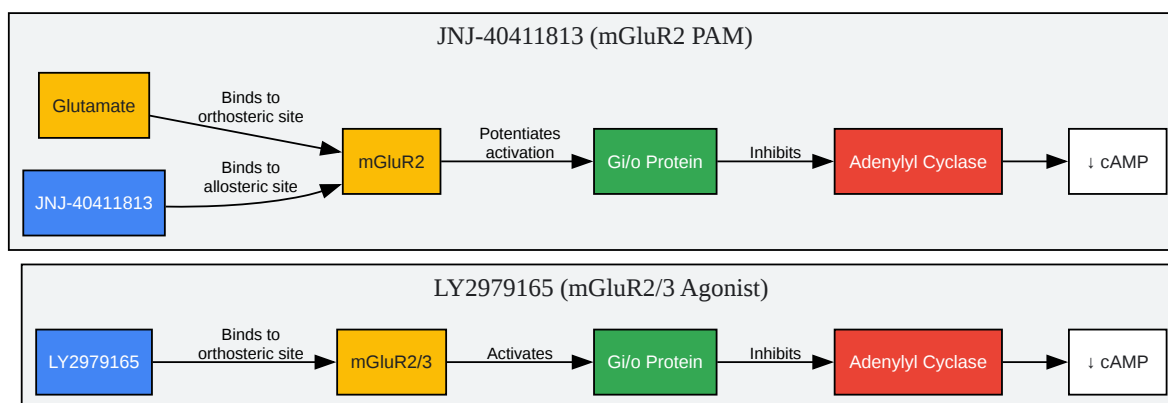 JNJ-40411813 (mGluR2 PAM)
Glutamate
Binds to
orthosteric site
JNJ-40411813
Binds to
allosteric site
mGluR2
Potentiates
activation
Gi/o Protein
Inhibits
Adenylyl Cyclase
↓ cAMP
LY2979165 (mGluR2/3 Agonist)
LY2979165
Binds to
orthosteric site
mGluR2/3
Activates
Gi/o Protein
Inhibits
Adenylyl Cyclase
↓ cAMP